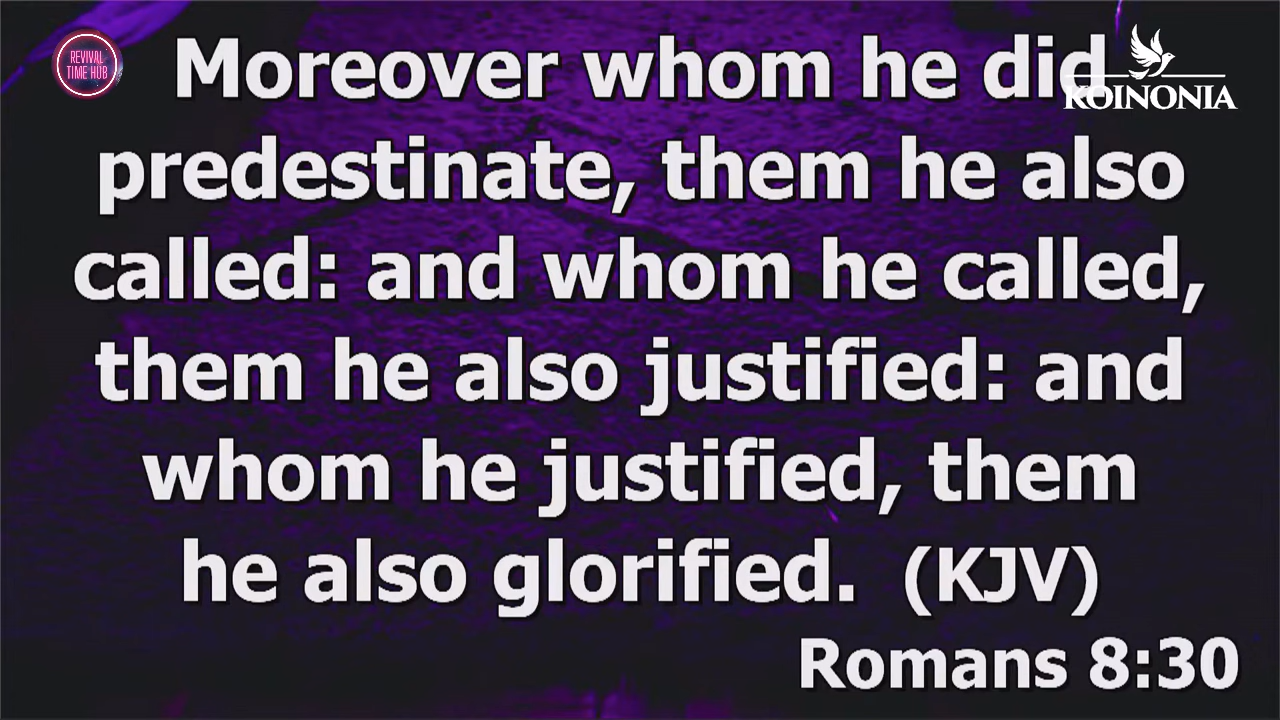 REVIVAL
TIME HUB
KOINONIA
Moreover whom he did
predestinate, them he also
called: and whom he called,
them he also justified: and
whom he justified, them
he also glorified. (KJV)
Romans 8:30